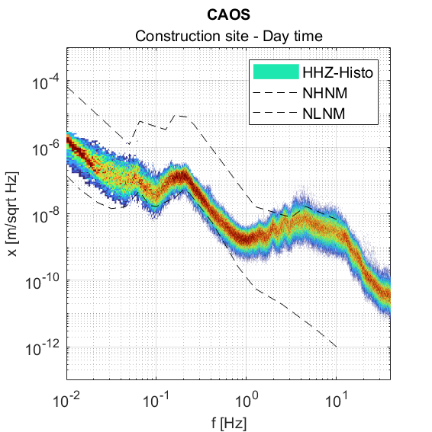 CAOS
Construction site - Day time
HHZ-Histo
NHNM
NLNM
x [m/sqrt Hz]
10^-4
10^-6
10^-8
10^-10
10^-12
10^-2
10^-1
10^0
10^1
f [Hz]